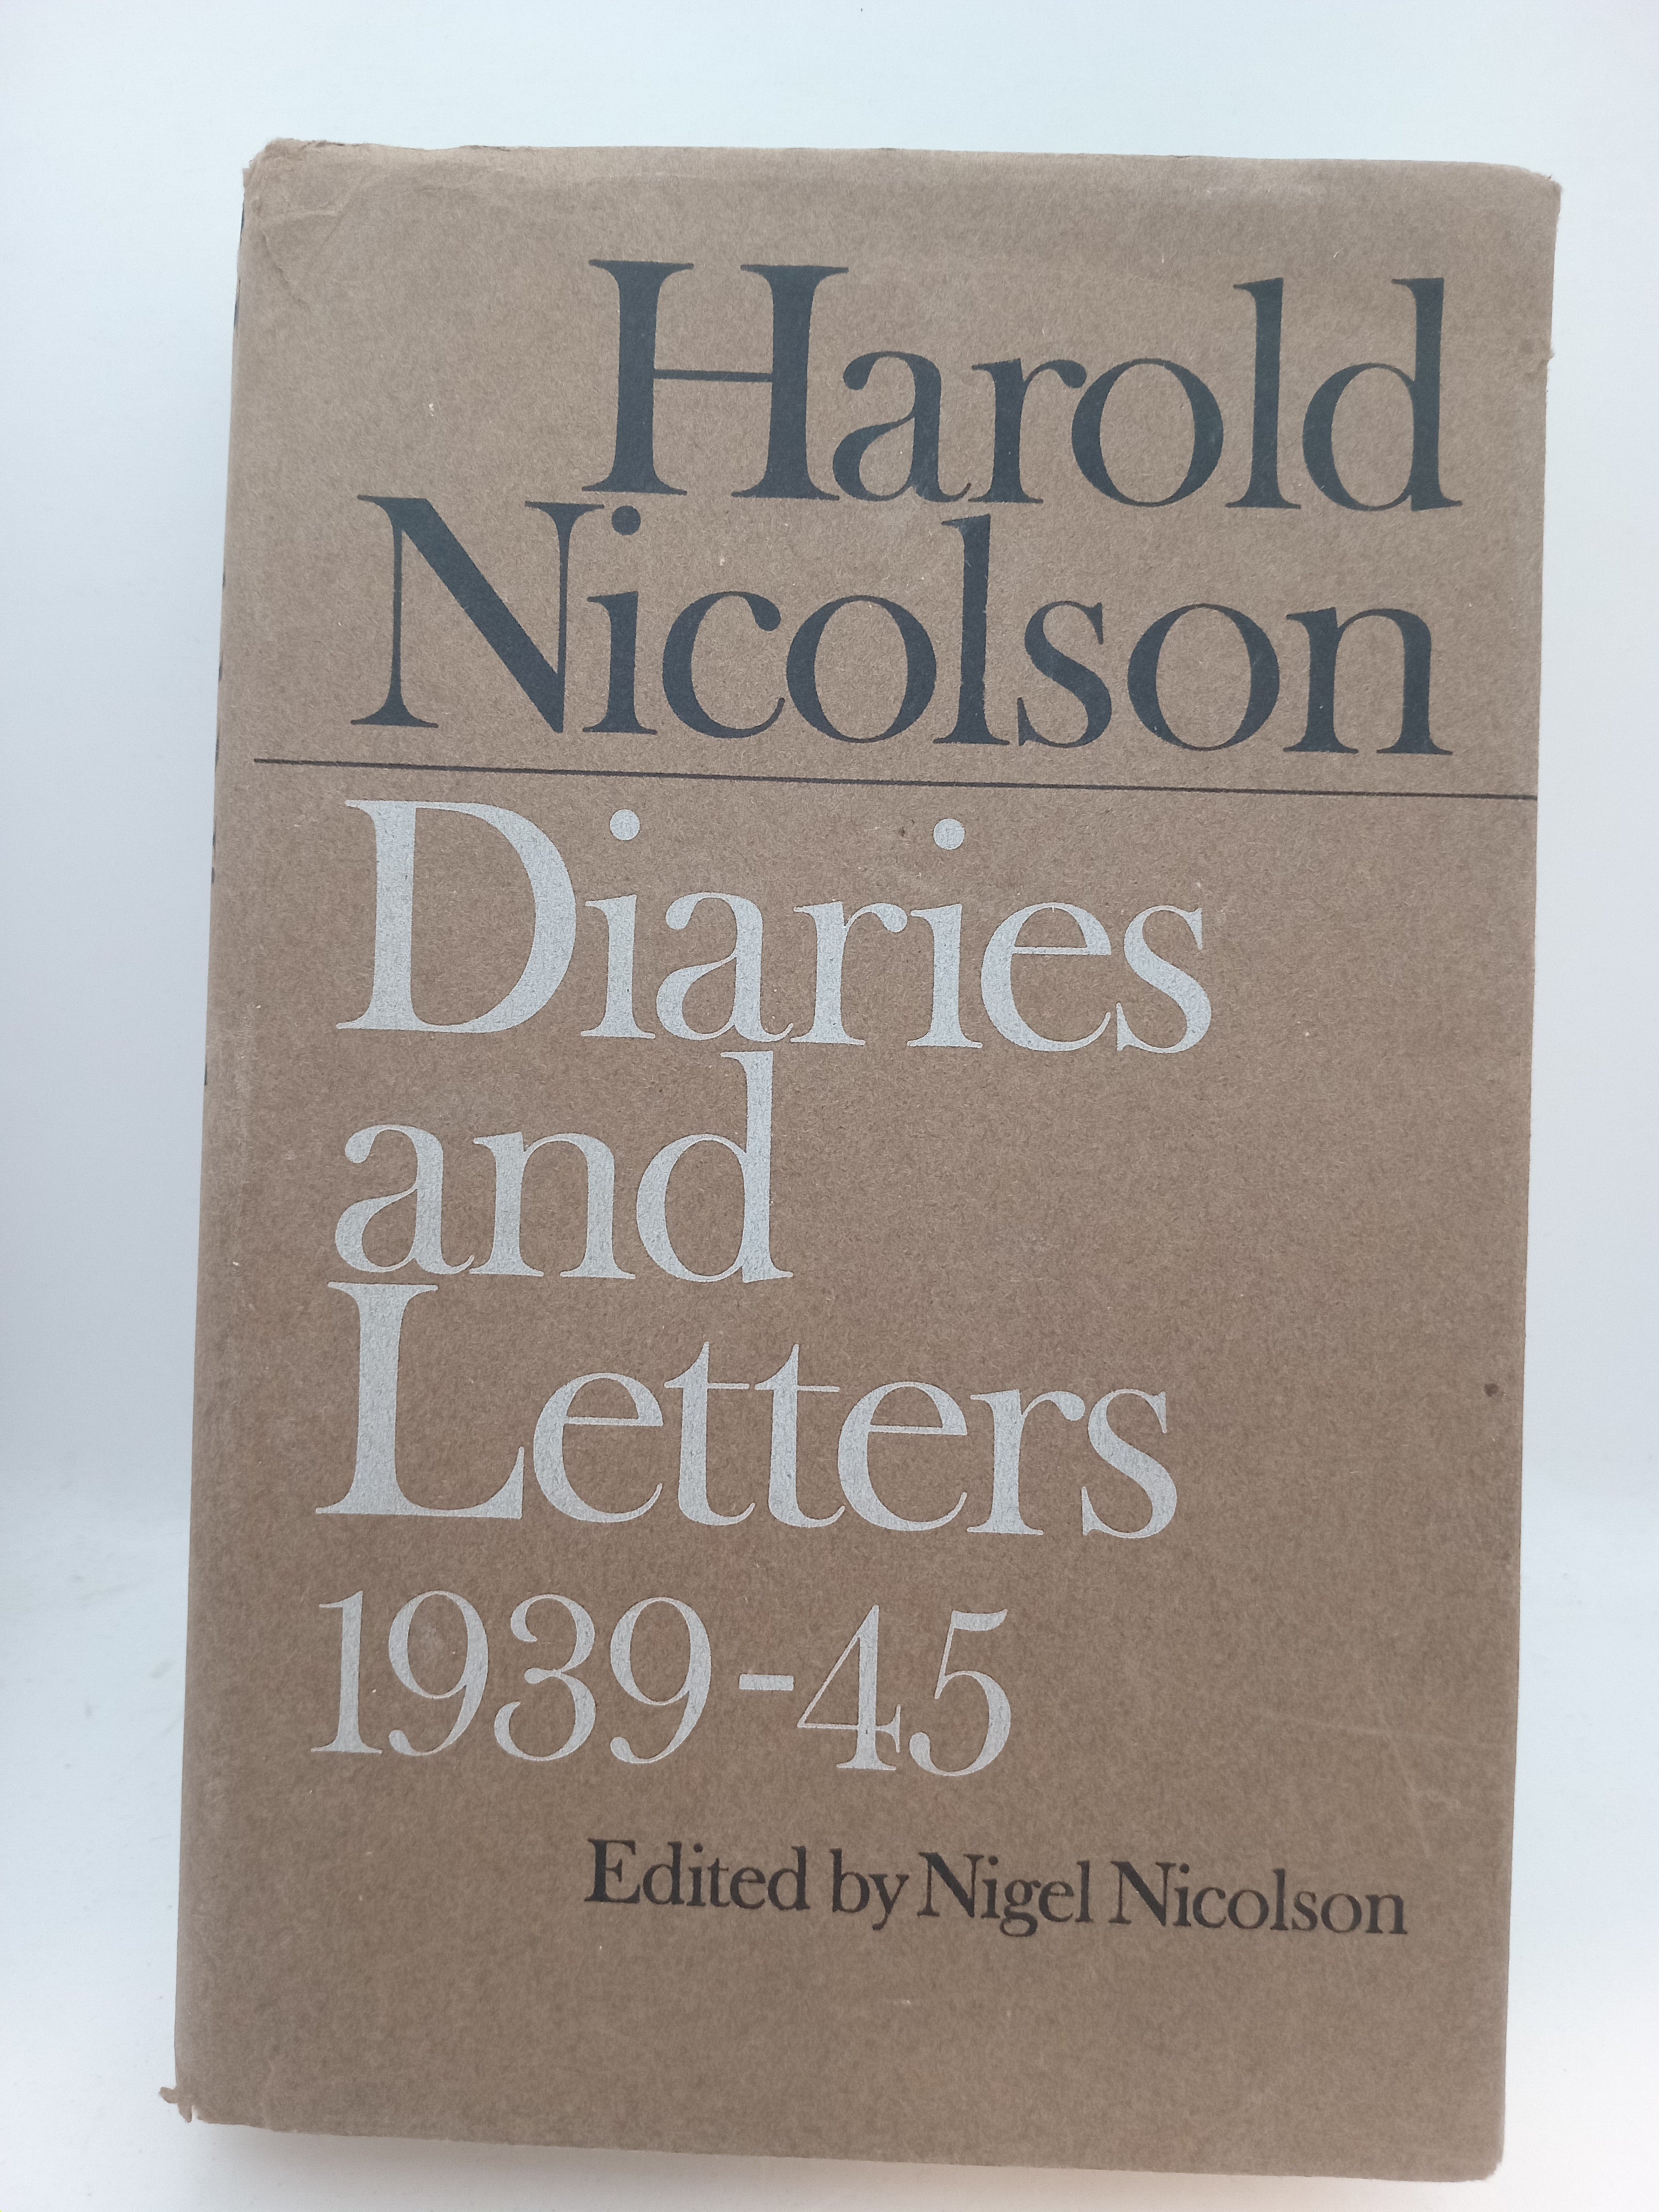 Harold
Nicolson
Diaries
and
Letters
1939-45
Edited by Nigel Nicolson